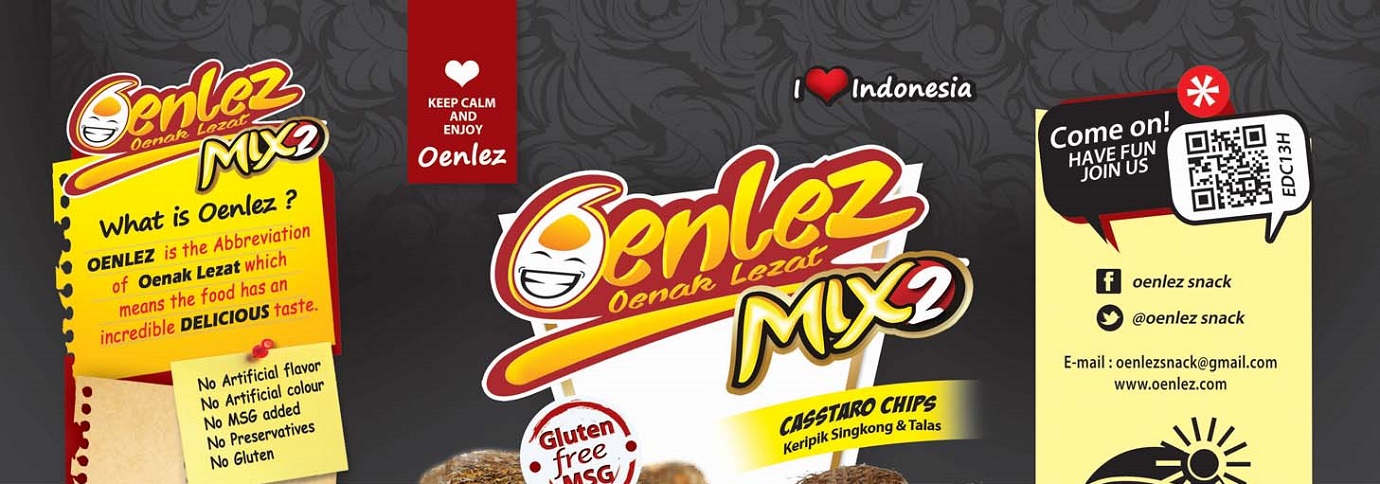 Oenlez
Oenak Lezat
MIX2
What is Oenlez ?
OENLEZ is the Abbreviation
of Oenak Lezat which
means the food has an
incredible DELICIOUS taste.
No Artificial flavor
No Artificial colour
No MSG added
No Preservatives
No Gluten
KEEP CALM
AND
ENJOY
Oenlez
I ❤ Indonesia
Oenlez
Oenak Lezat
MIX2
CASSTARO CHIPS
Keripik Singkong & Talas
Gluten
free
MSG
Come on!
HAVE FUN
JOIN US
EDC13H
oenlez snack
@oenlez snack
E-mail : oenlezsnack@gmail.com
www.oenlez.com